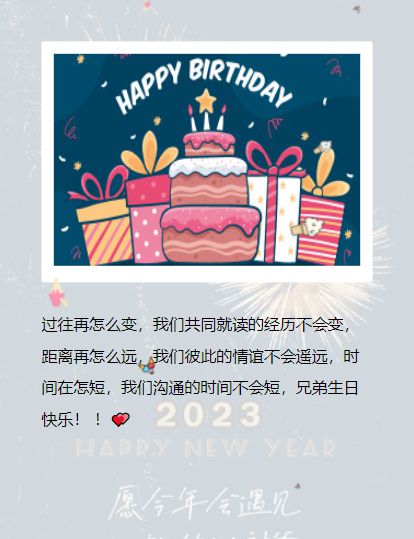 HAPPY BIRTHDAY
过往再怎么变，我们共同就读的经历不会变，
距离再怎么远，我们彼此的情谊不会遥远，时
间在怎短，我们沟通的时间不会短，兄弟生日
快乐！！💕
2023
HAPPY NEW YEAR
愿今年会遇见